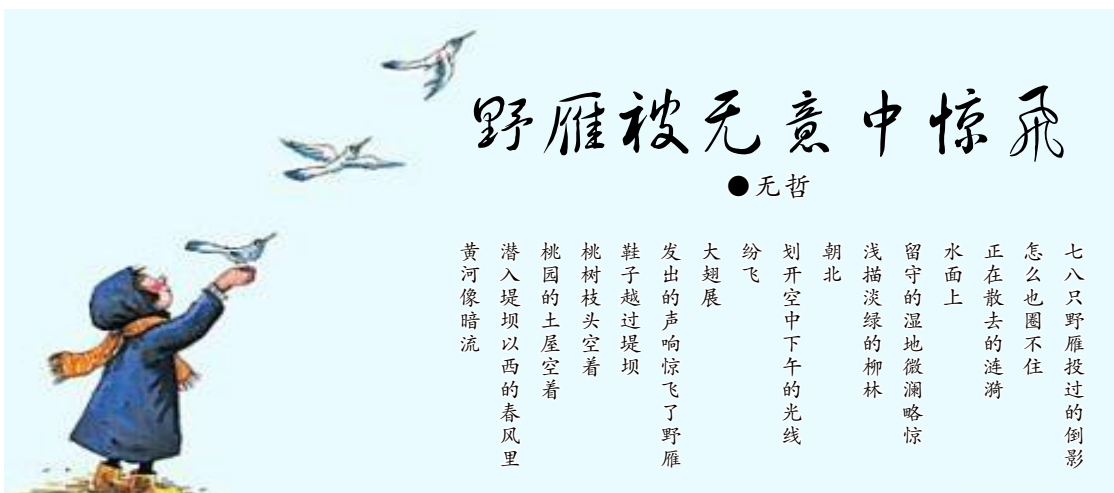 野雁被无意中惊飛
●无哲
黄河像暗流
潜入堤坝以西的春风里
桃园的土屋空着
桃树枝头空着
鞋子越过堤坝
发出的声响惊飞了野雁
大翅展
纷飞
划开空中下午的光线
朝北
浅描淡绿的柳林
留守的湿地微澜略惊
水面上
正在散去的涟漪
怎么也圈不住
七八只野雁投过的倒影